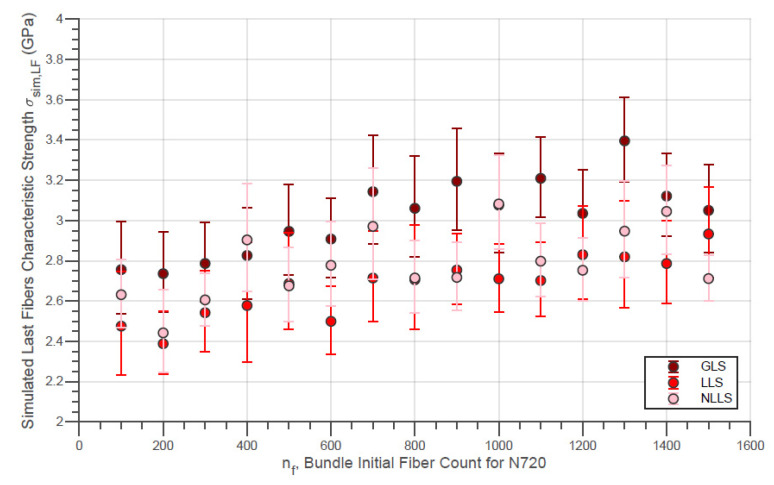 Simulated Last Fibers Characteristic Strength σsim,LF (GPa)
4
3.8
3.6
3.4
3.2
3
2.8
2.6
2.4
2.2
2
GLS
LLS
NLLS
0 200 400 600 800 1000 1200 1400 1600
nf, Bundle Initial Fiber Count for N720